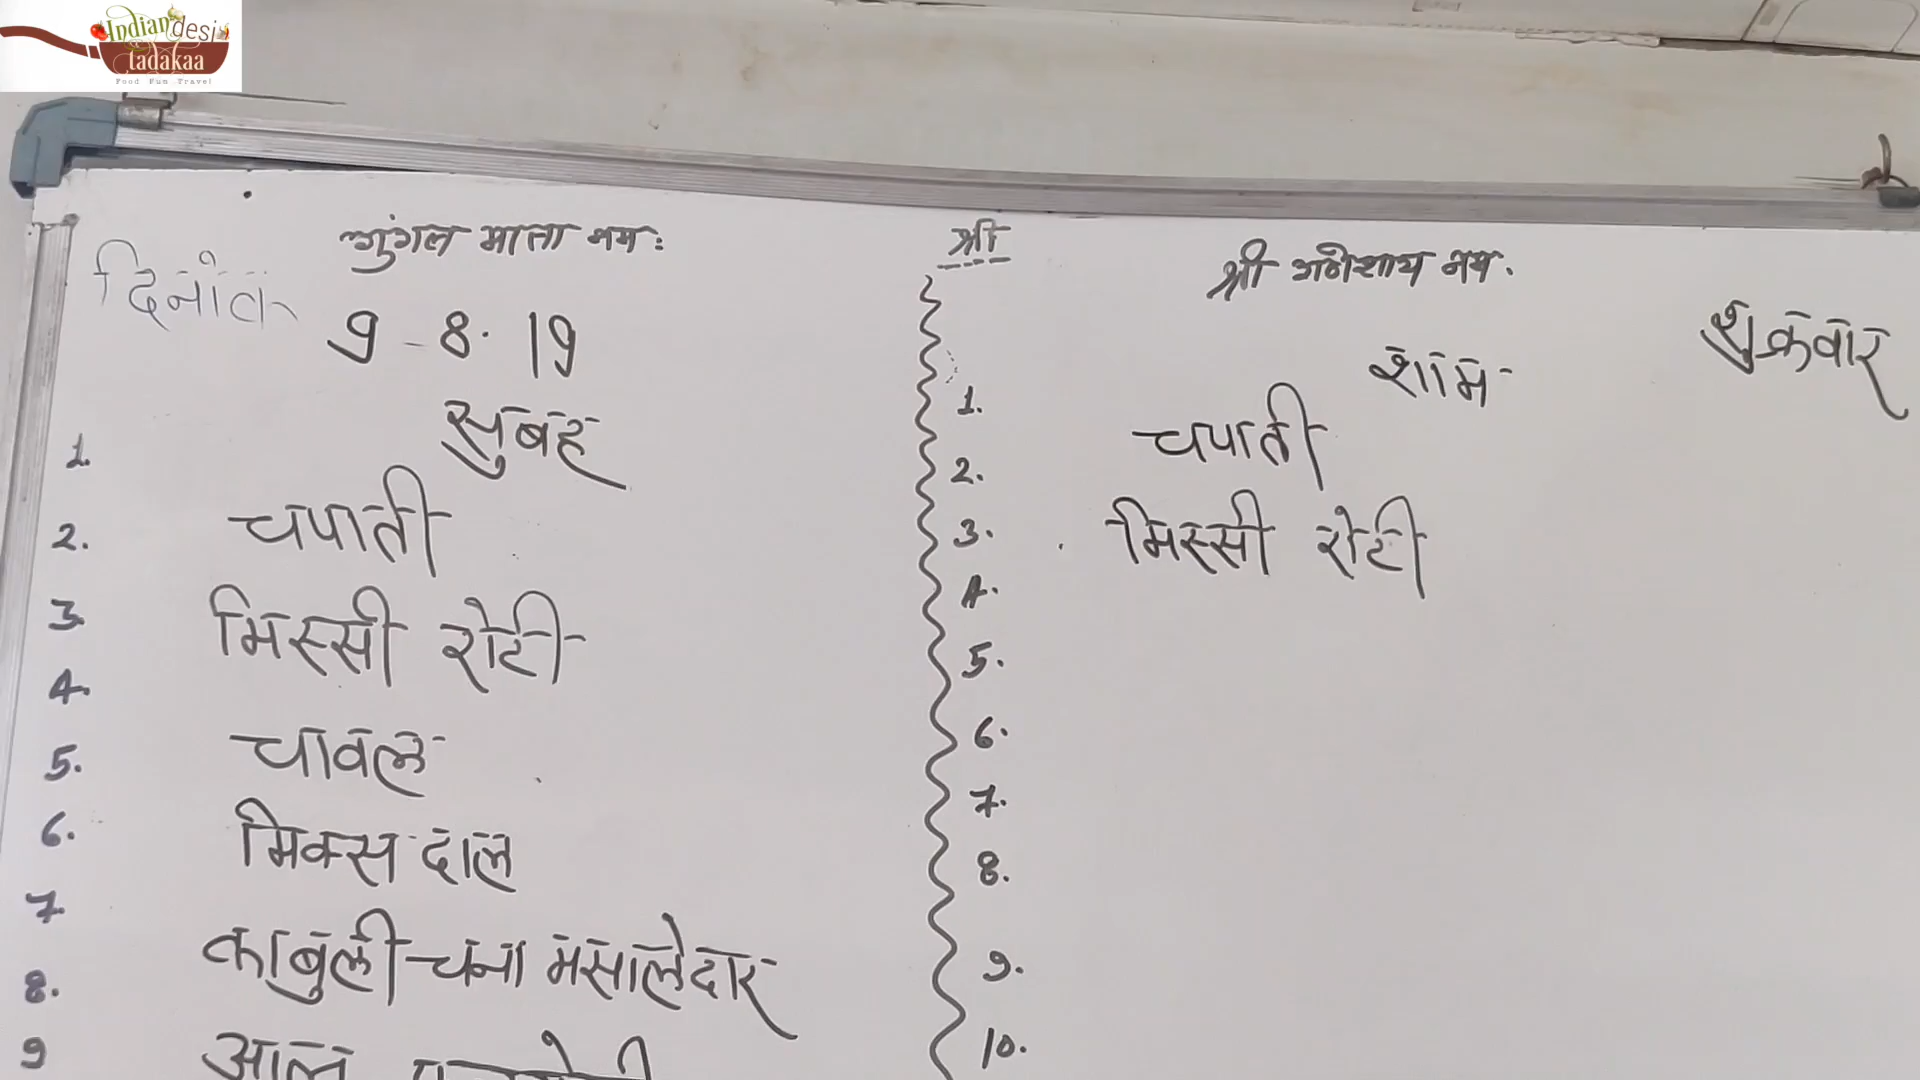 Indian desi
tadakaa
Food Fun Travel
माता नमः
दिनांक
9-8.19
सुबह
1.
2. चपाती
3. मिस्सी रोटी
4.
5. चावल
6. मिक्स दाल
7.
8. काबुली चना मसालेदार
9 आलू
श्री
श्री गणेशाय नम.
शुक्रवार
शाम
1.
चपाती
2.
3. मिस्सी रोटी
4.
5.
6.
7.
8.
9.
10.